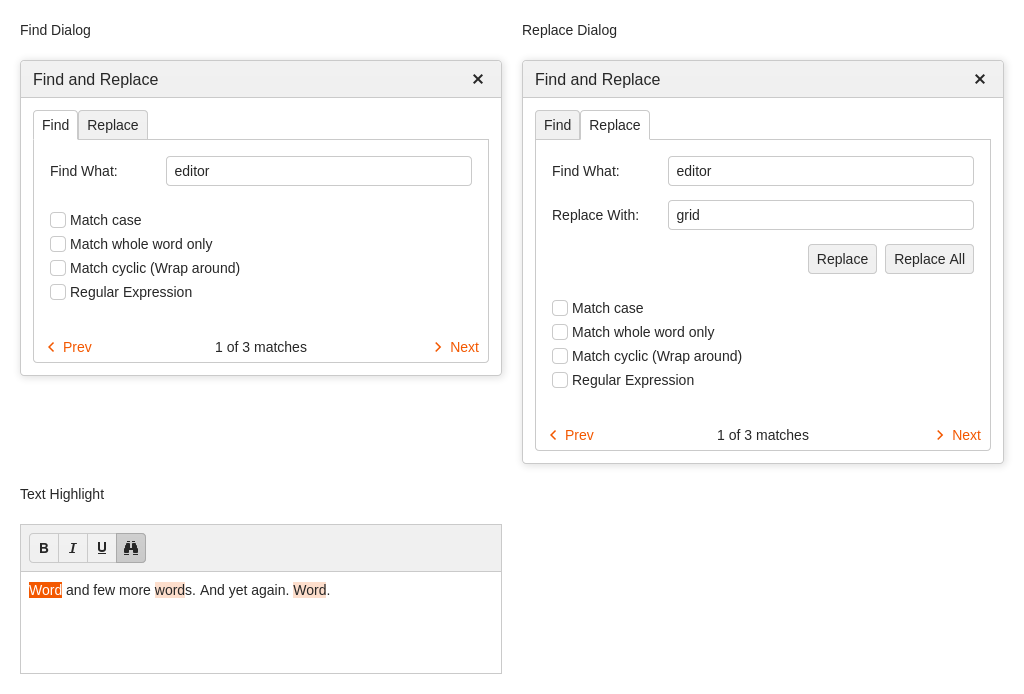 Find Dialog
Find and Replace
Find Replace
Find What: editor
Match case
Match whole word only
Match cyclic (Wrap around)
Regular Expression
Prev 1 of 3 matches Next
Replace Dialog
Find and Replace
Find Replace
Find What: editor
Replace With: grid
Replace Replace All
Match case
Match whole word only
Match cyclic (Wrap around)
Regular Expression
Prev 1 of 3 matches Next
Text Highlight
B I U
Word and few more words. And yet again. Word.